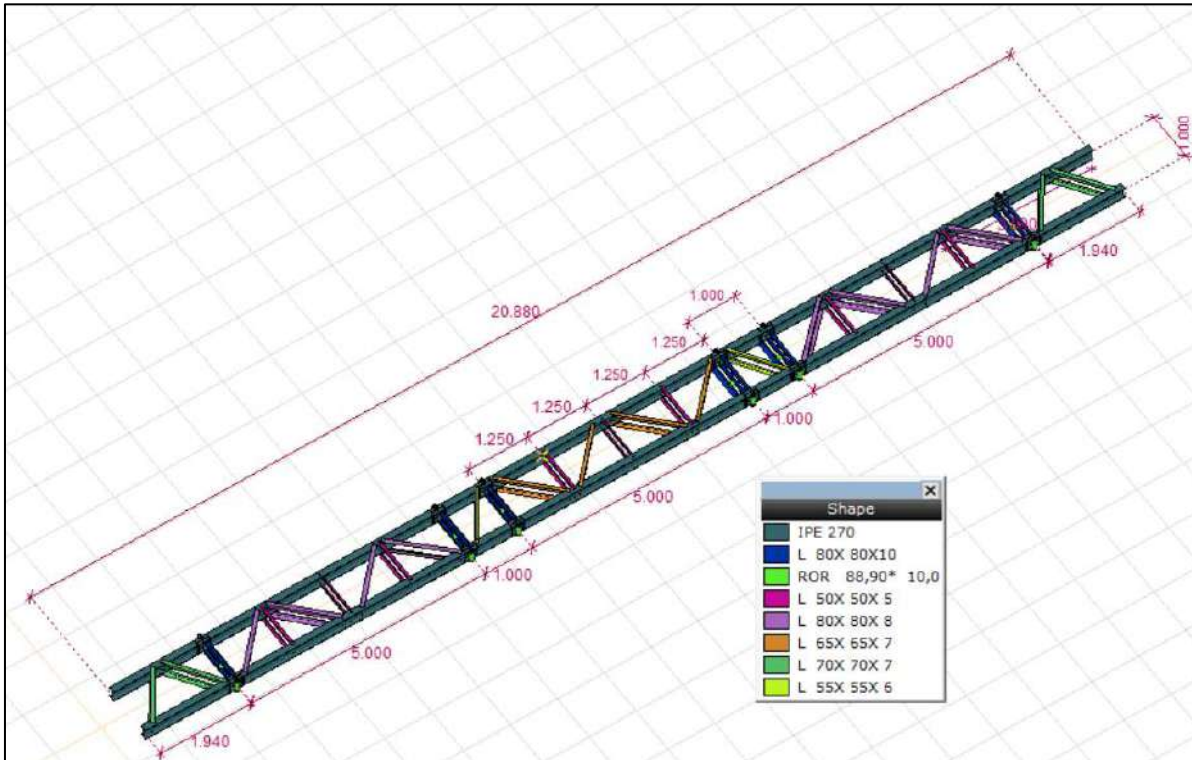 1.000
20.880
1.940
1.000
1.250
5.000
1.250
1.250
1.250
1.000
5.000
1.000
5.000
1.940
Shape
IPE 270
L 80X 80X10
ROR 88,90* 10,0
L 50X 50X 5
L 80X 80X 8
L 65X 65X 7
L 70X 70X 7
L 55X 55X 6